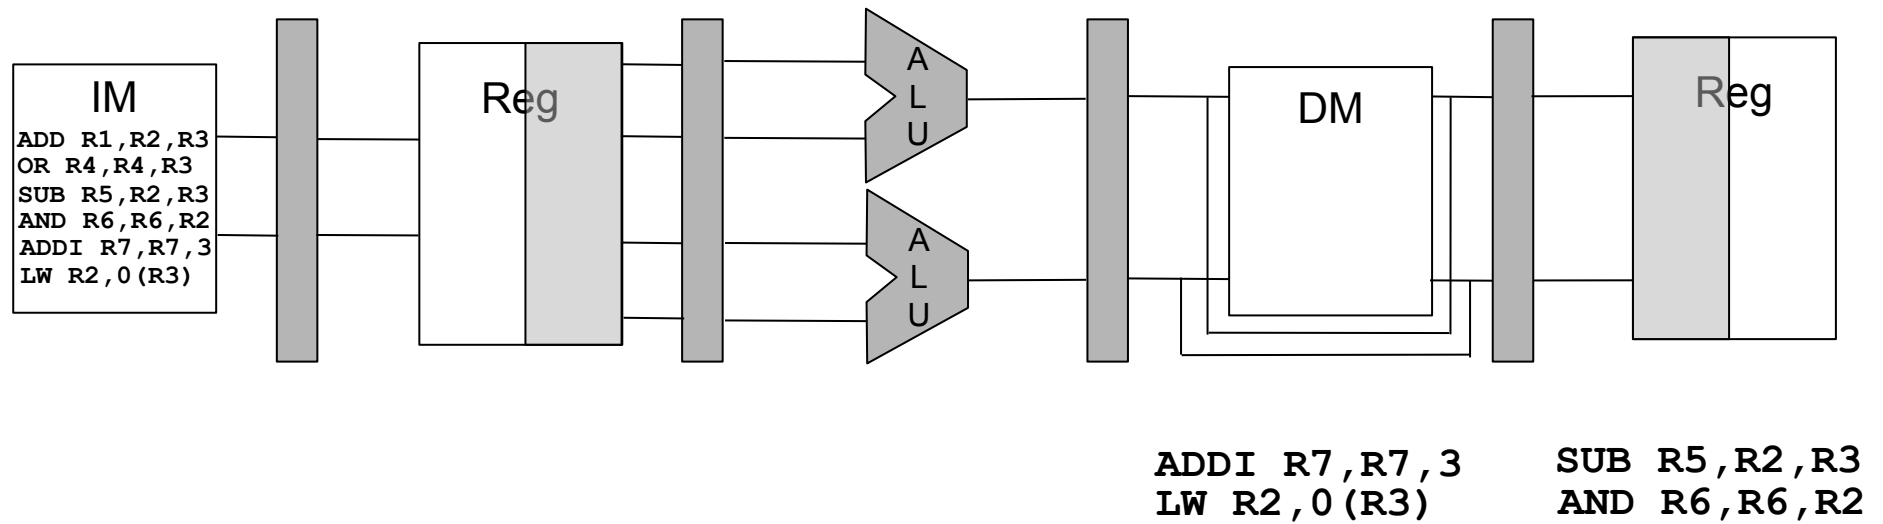 IM
ADD R1,R2,R3
OR R4,R4,R3
SUB R5,R2,R3
AND R6,R6,R2
ADDI R7,R7,3
LW R2,0(R3)
Reg
A
L
U
A
L
U
DM
Reg
ADDI R7,R7,3
LW R2,0(R3)
SUB R5,R2,R3
AND R6,R6,R2